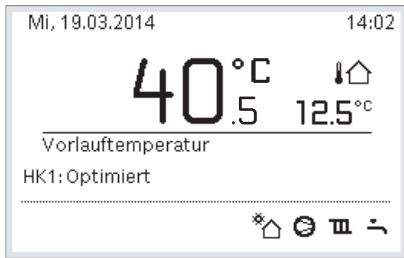 Mi, 19.03.2014 14:02
40.5 °C
12.5°C
Vorlauftemperatur
HK1: Optimiert